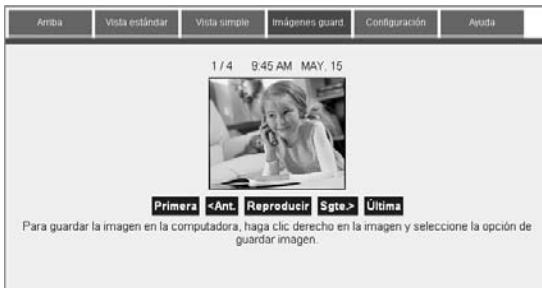 Arriba Vista estándar Vista simple Imágenes guard. Configuración Ayuda
1 / 4 9:45 AM MAY. 15
Primera <Ant. Reproducir Sgte.> Última
Para guardar la imagen en la computadora, haga clic derecho en la imagen y seleccione la opción de
guardar imagen.